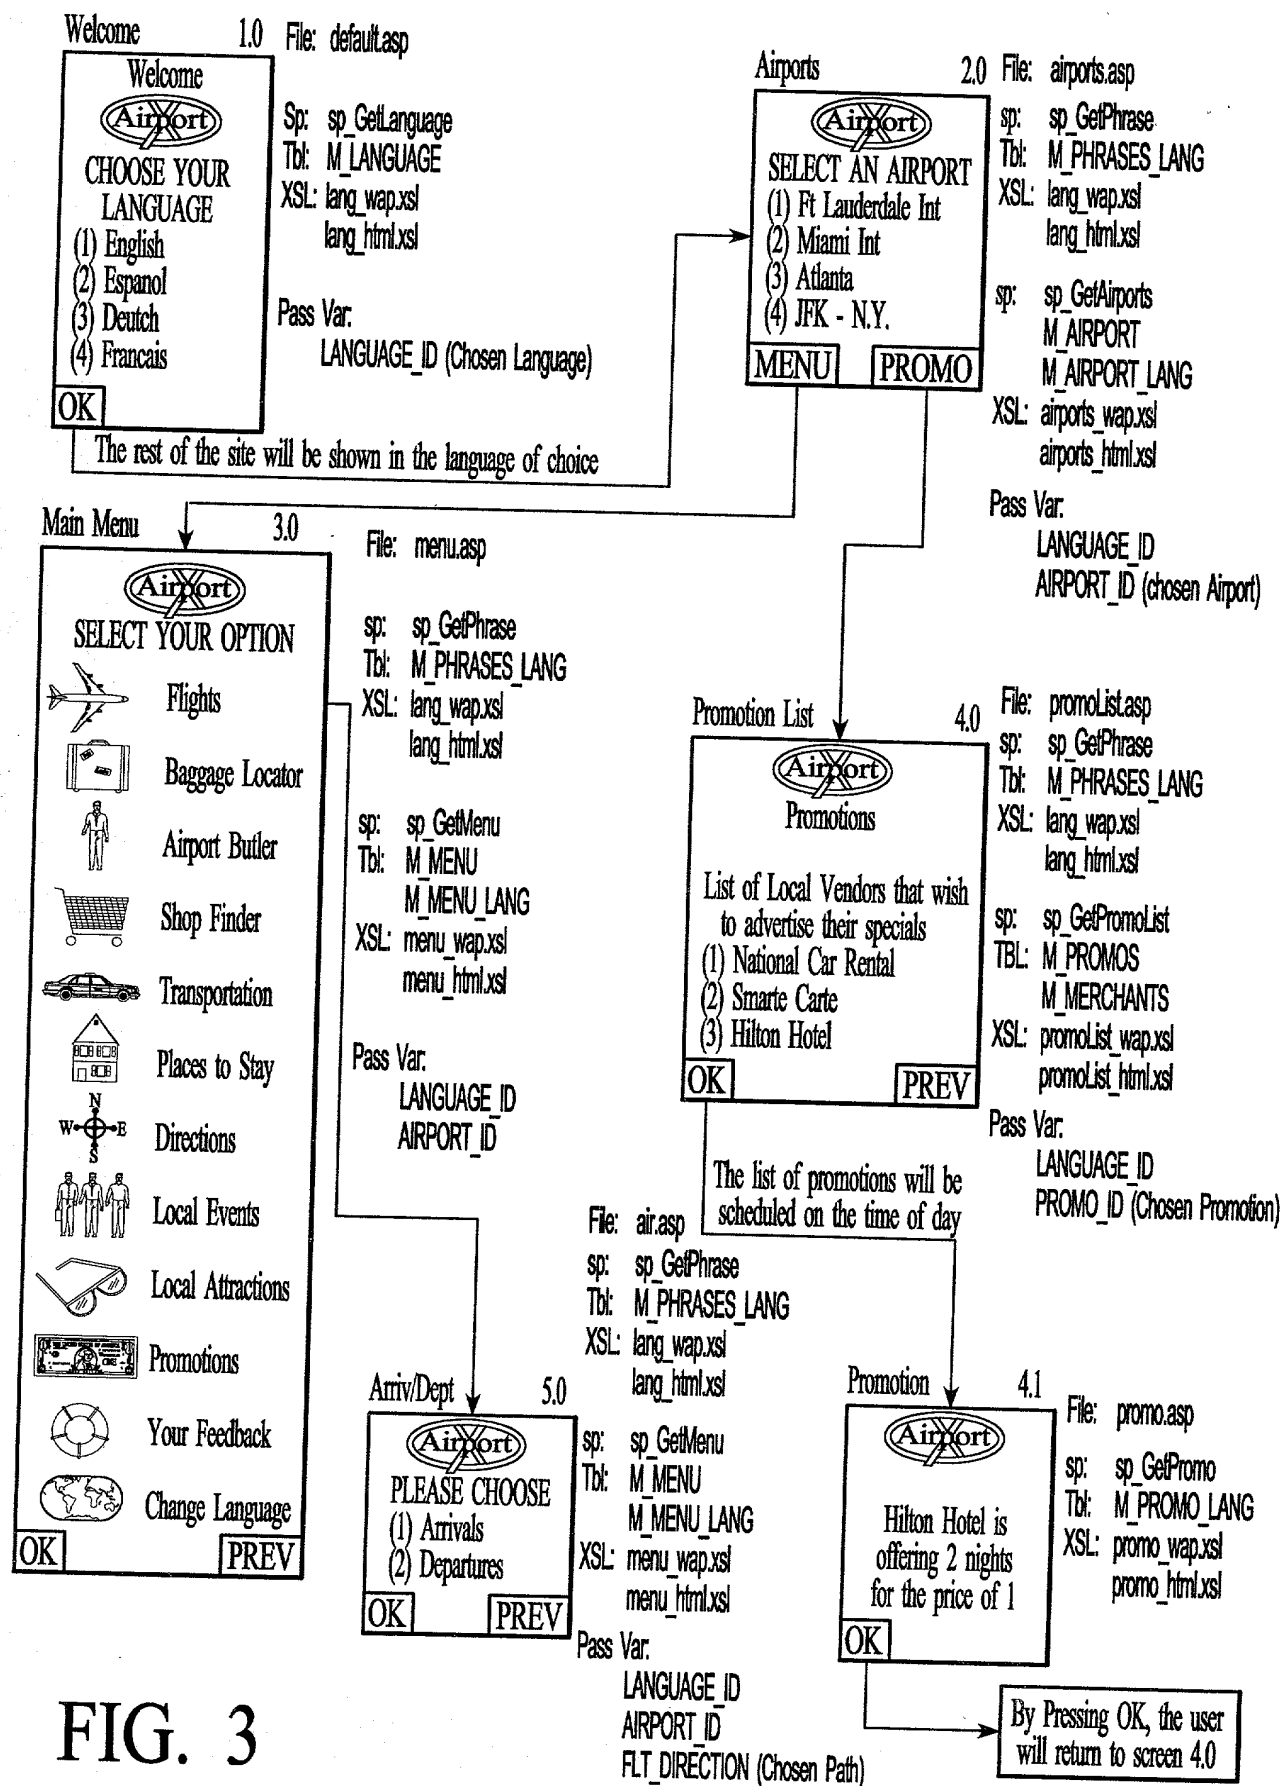 Welcome 1.0
File: default.asp
Welcome
Airport X
CHOOSE YOUR
LANGUAGE
(1) English
(2) Espanol
(3) Deutch
(4) Francais
OK
Sp: sp_GetLanguage
Tbl: M_LANGUAGE
XSL: lang_wap.xsl
lang_html.xsl
Pass Var:
LANGUAGE_ID (Chosen Language)
The rest of the site will be shown in the language of choice
Airports 2.0
File: airports.asp
Airport X
SELECT AN AIRPORT
(1) Ft Lauderdale Int
(2) Miami Int
(3) Atlanta
(4) JFK - N.Y.
MENU PROMO
sp: sp_GetPhrase
Tbl: M_PHRASES_LANG
XSL: lang_wap.xsl
lang_html.xsl
sp: sp_GetAirports
M_AIRPORT
M_AIRPORT_LANG
XSL: airports_wap.xsl
airports_html.xsl
Pass Var:
LANGUAGE_ID
AIRPORT_ID (chosen Airport)
Main Menu 3.0
File: menu.asp
Airport X
SELECT YOUR OPTION
Flights
Baggage Locator
Airport Butler
Shop Finder
Transportation
Places to Stay
N
W E
S
Directions
Local Events
Local Attractions
Promotions
Your Feedback
Change Language
OK PREV
sp: sp_GetPhrase
Tbl: M_PHRASES_LANG
XSL: lang_wap.xsl
lang_html.xsl
sp: sp_GetMenu
Tbl: M_MENU
M_MENU_LANG
XSL: menu_wap.xsl
menu_html.xsl
Pass Var:
LANGUAGE_ID
AIRPORT_ID
Promotion List 4.0
File: promoList.asp
Airport X
Promotions
List of Local Vendors that wish
to advertise their specials
(1) National Car Rental
(2) Smarte Carte
(3) Hilton Hotel
OK PREV
sp: sp_GetPhrase
Tbl: M_PHRASES_LANG
XSL: lang_wap.xsl
lang_html.xsl
sp: sp_GetPromoList
TBL: M_PROMOS
M_MERCHANTS
XSL: promoList_wap.xsl
promoList_html.xsl
Pass Var:
LANGUAGE_ID
PROMO_ID (Chosen Promotion)
The list of promotions will be
scheduled on the time of day
Arriv/Dept 5.0
File: air.asp
Airport X
PLEASE CHOOSE
(1) Arrivals
(2) Departures
OK PREV
sp: sp_GetPhrase
Tbl: M_PHRASES_LANG
XSL: lang_wap.xsl
lang_html.xsl
sp: sp_GetMenu
Tbl: M_MENU
M_MENU_LANG
XSL: menu_wap.xsl
menu_html.xsl
Pass Var:
LANGUAGE_ID
AIRPORT_ID
FLT_DIRECTION (Chosen Path)
Promotion 4.1
File: promo.asp
Airport X
Hilton Hotel is
offering 2 nights
for the price of 1
OK
sp: sp_GetPromo
Tbl: M_PROMO_LANG
XSL: promo_wap.xsl
promo_html.xsl
By Pressing OK, the user
will return to screen 4.0
FIG. 3